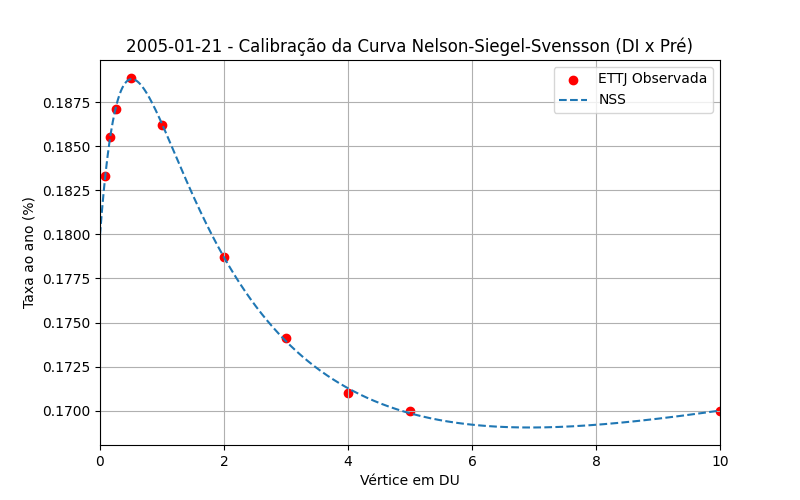 2005-01-21 - Calibração da Curva Nelson-Siegel-Svensson (DI x Pré)
ETTJ Observada
NSS
Taxa ao ano (%)
0.1875
0.1850
0.1825
0.1800
0.1775
0.1750
0.1725
0.1700
0 2 4 6 8 10
Vértice em DU